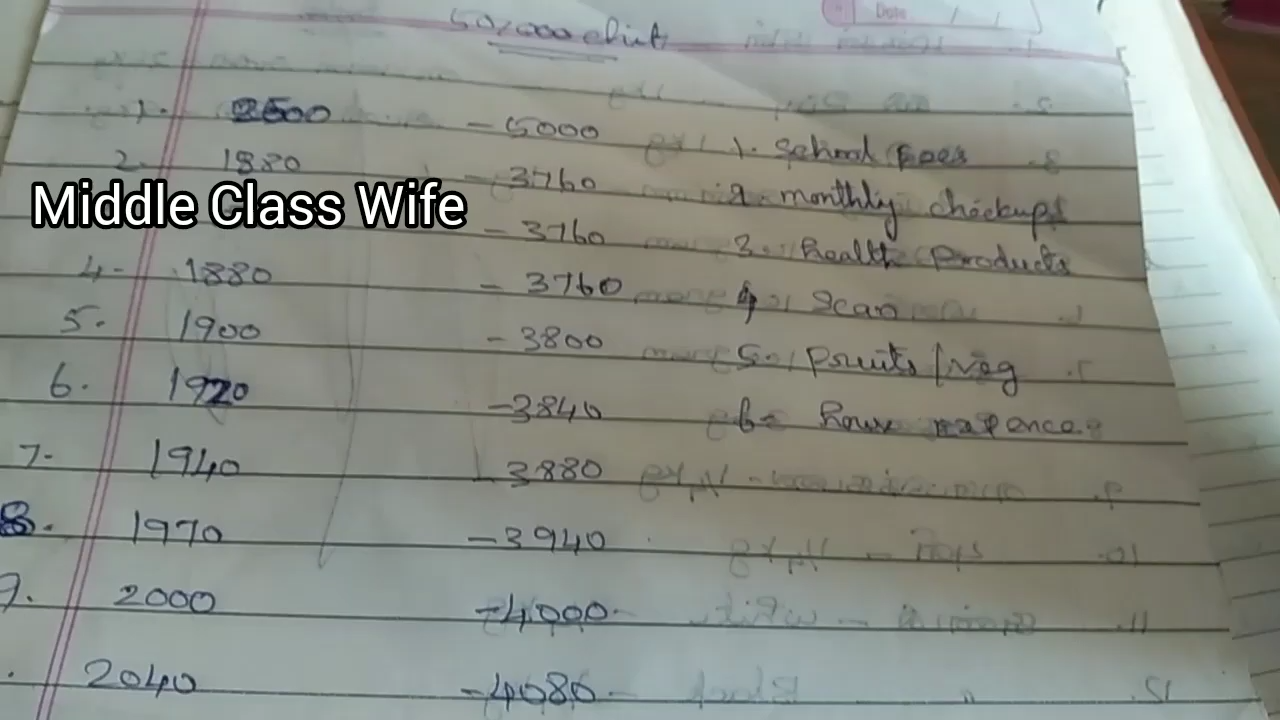 Date / /
50,000 chit
1. 2500 - 5000 1. School fees
2. 1880 - 3760 2 monthly checkups
Middle Class Wife
- 3760 3. health Products
4- 1880 - 3760 4 Scan
5. 1900 - 3800 5. fruits / veg
6. 1920 - 3840 6- house expences
7- 1940 - 3880
8. 1970 - 3940
9. 2000 - 4000
. 2040 - 4080